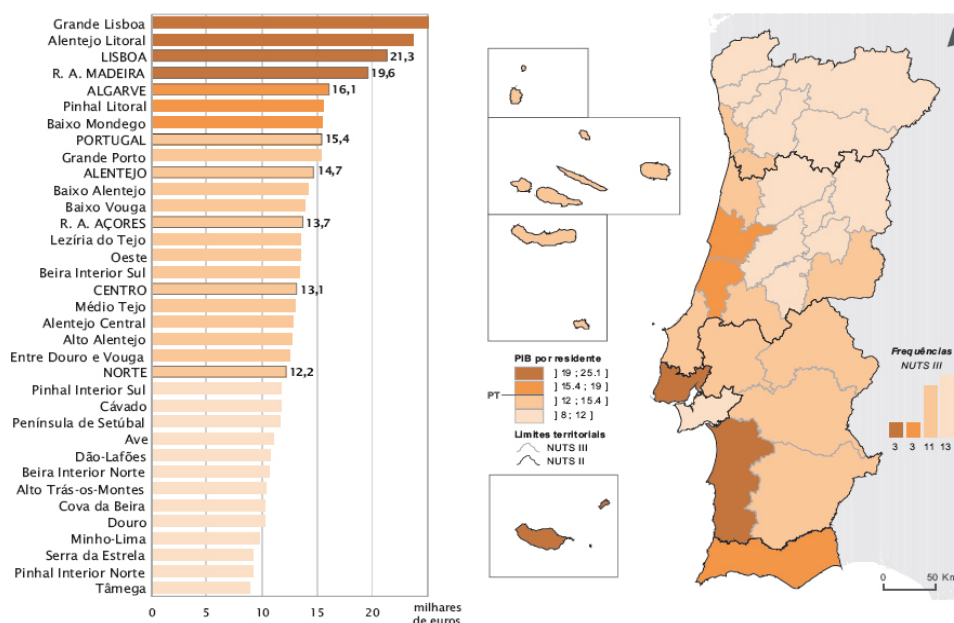 Grande Lisboa
Alentejo Litoral
LISBOA 21,3
R. A. MADEIRA 19,6
ALGARVE 16,1
Pinhal Litoral
Baixo Mondego
PORTUGAL 15,4
Grande Porto
ALENTEJO 14,7
Baixo Alentejo
Baixo Vouga
R. A. AÇORES 13,7
Lezíria do Tejo
Oeste
Beira Interior Sul
CENTRO 13,1
Médio Tejo
Alentejo Central
Alto Alentejo
Entre Douro e Vouga
NORTE 12,2
Pinhal Interior Sul
Cávado
Península de Setúbal
Ave
Dão-Lafões
Beira Interior Norte
Alto Trás-os-Montes
Cova da Beira
Douro
Minho-Lima
Serra da Estrela
Pinhal Interior Norte
Tâmega
0 5 10 15 20 milhares
de euros
PIB por residente
] 19 ; 25.1 ]
] 15.4 ; 19 ]
PT
] 12 ; 15.4 ]
] 8 ; 12 ]
Limites territoriais
NUTS III
NUTS II
Frequências
NUTS III
3 3 11 13
0 50 Km